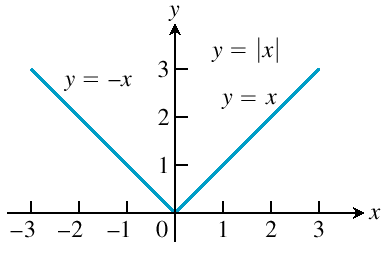 y
y = |x|
y = –x
3
y = x
2
1
x
–3 –2 –1 0 1 2 3